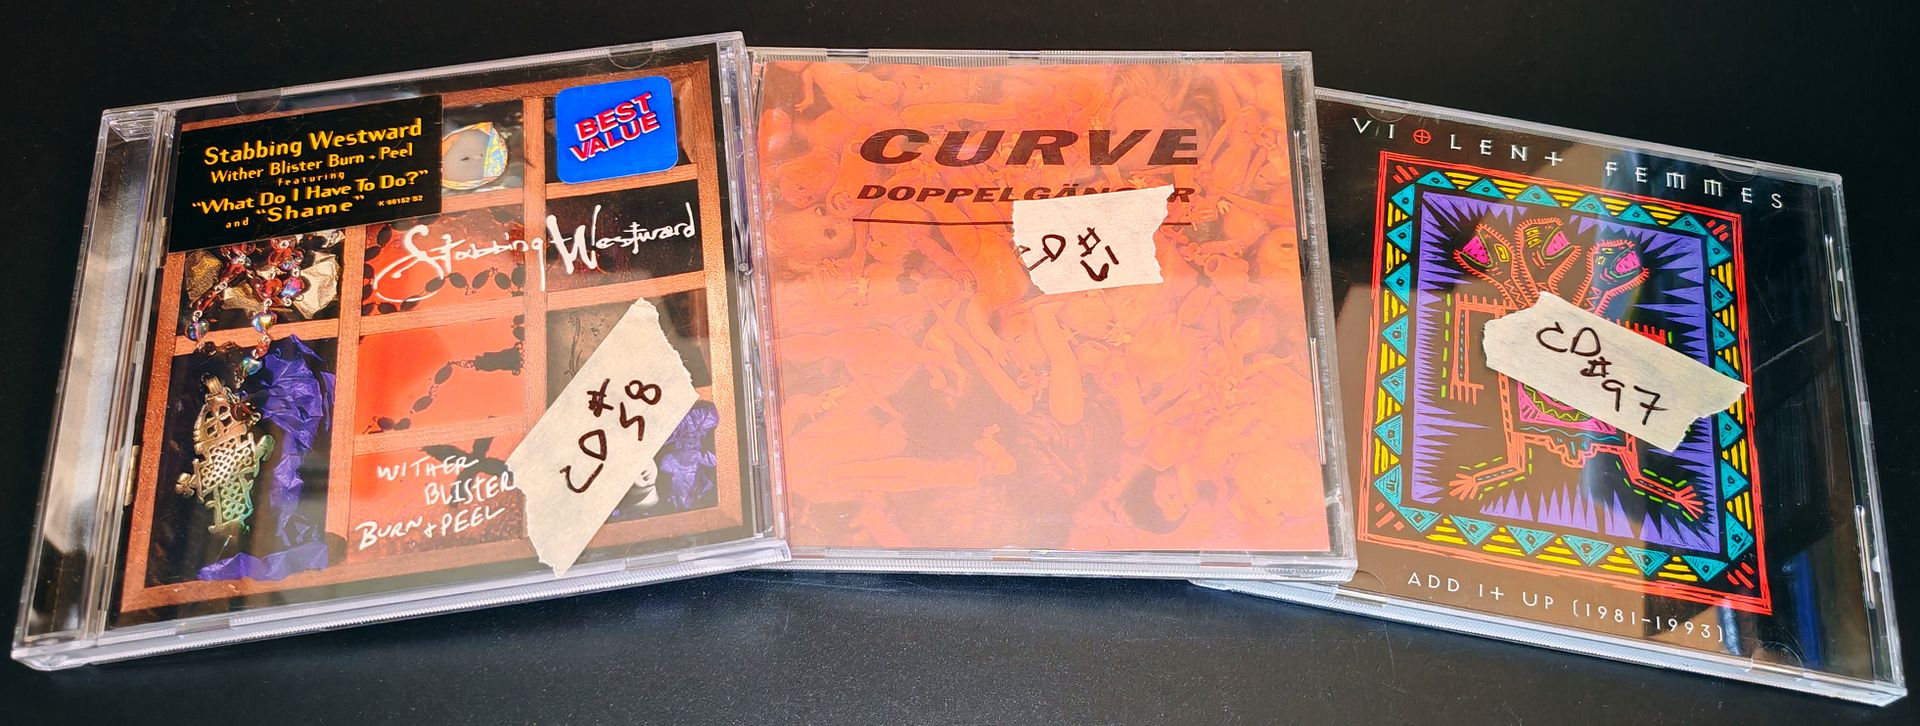 Stabbing Westward
Wither Blister Burn + Peel
featuring
"What Do I Have To Do?"
and "Shame"
BEST
VALUE
Stabbing Westward
WITHER
BLISTER
BURN + PEEL
CD #
58
CURVE
DOPPELGÄNGER
CD #
VIOLENT FEMMES
CD #
97
ADD IT UP (1981-1993)